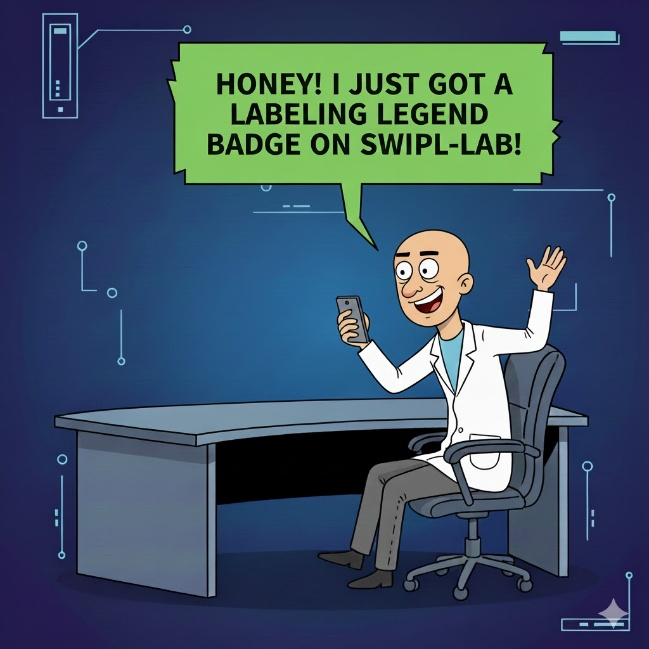 HONEY! I JUST GOT A
LABELING LEGEND
BADGE ON SWIPL-LAB!